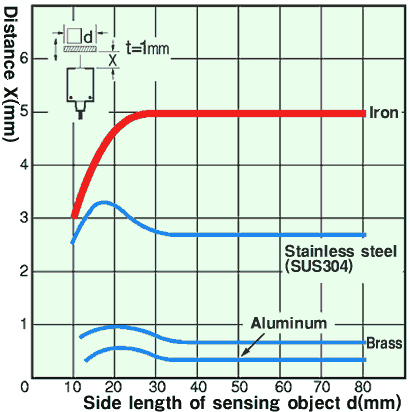 Distance X(mm)
6
5
4
3
2
1
0
d
t=1mm
X
Iron
Stainless steel
(SUS304)
Aluminum
Brass
10 20 30 40 50 60 70 80
Side length of sensing object d(mm)